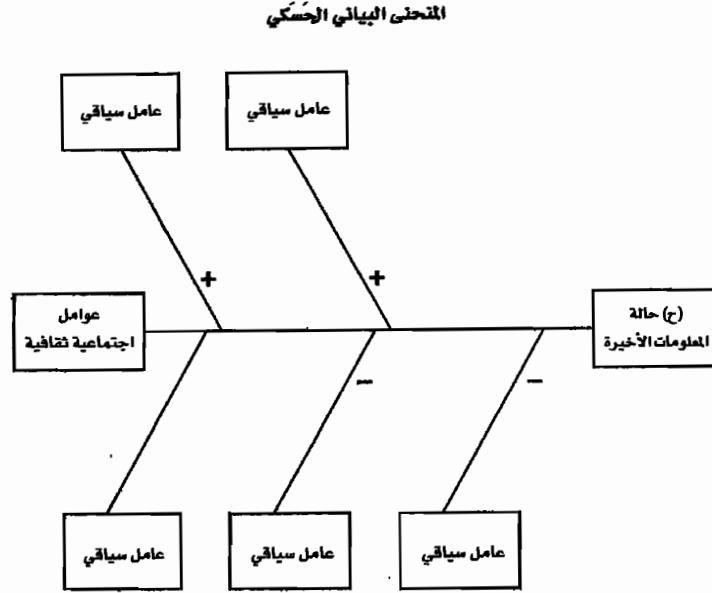 المنحنى البياني الحَسَكي
عامل سياقي
عامل سياقي
+
+
(ح) حالة
المعلومات الأخيرة
عوامل
اجتماعية ثقافية
–
–
عامل سياقي
عامل سياقي
عامل سياقي